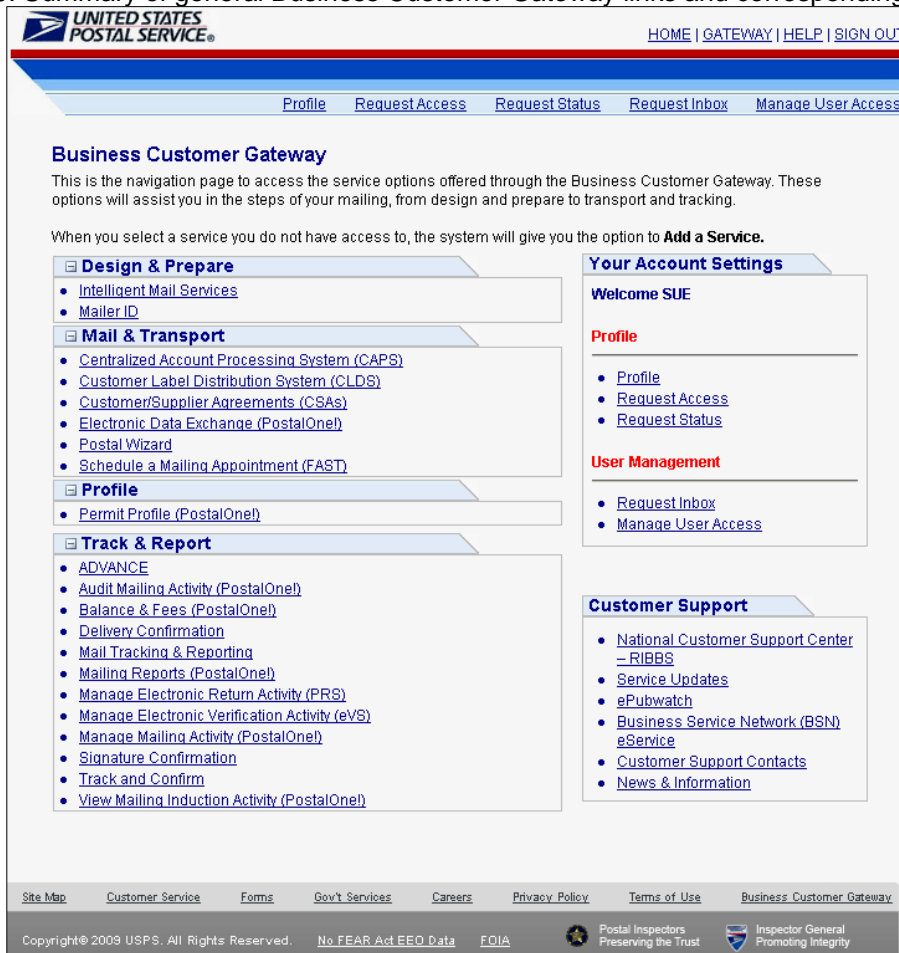 Summary of general Business Customer Gateway links and corresponding
UNITED STATES
POSTAL SERVICE®
HOME | GATEWAY | HELP | SIGN OUT
Profile Request Access Request Status Request Inbox Manage User Access
Business Customer Gateway
This is the navigation page to access the service options offered through the Business Customer Gateway. These
options will assist you in the steps of your mailing, from design and prepare to transport and tracking.
When you select a service you do not have access to, the system will give you the option to Add a Service.
Design & Prepare
• Intelligent Mail Services
• Mailer ID
Mail & Transport
• Centralized Account Processing System (CAPS)
• Customer Label Distribution System (CLDS)
• Customer/Supplier Agreements (CSAs)
• Electronic Data Exchange (PostalOne!)
• Postal Wizard
• Schedule a Mailing Appointment (FAST)
Profile
• Permit Profile (PostalOne!)
Track & Report
• ADVANCE
• Audit Mailing Activity (PostalOne!)
• Balance & Fees (PostalOne!)
• Delivery Confirmation
• Mail Tracking & Reporting
• Mailing Reports (PostalOne!)
• Manage Electronic Return Activity (PRS)
• Manage Electronic Verification Activity (eVS)
• Manage Mailing Activity (PostalOne!)
• Signature Confirmation
• Track and Confirm
• View Mailing Induction Activity (PostalOne!)
Your Account Settings
Welcome SUE
Profile
• Profile
• Request Access
• Request Status
User Management
• Request Inbox
• Manage User Access
Customer Support
• National Customer Support Center
– RIBBS
• Service Updates
• ePubwatch
• Business Service Network (BSN)
eService
• Customer Support Contacts
• News & Information
Site Map Customer Service Forms Gov't Services Careers Privacy Policy Terms of Use Business Customer Gateway
Copyright© 2009 USPS. All Rights Reserved. No FEAR Act EEO Data FOIA
Postal Inspectors
Preserving the Trust
Inspector General
Promoting Integrity